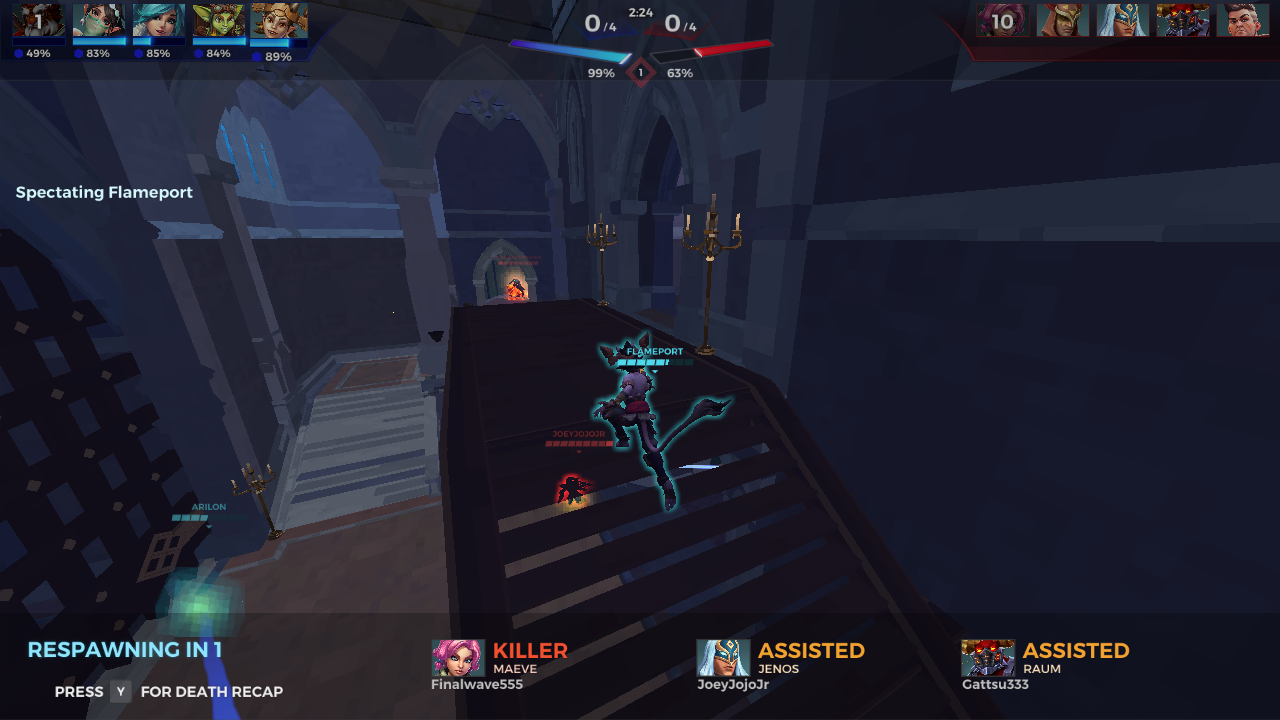 1
49%
83%
85%
84%
89%
0/4
2:24
0/4
99%
1
63%
10
Spectating Flameport
FLAMEPORT
JOEYJOJOJR
ARILON
RESPAWNING IN 1
PRESS Y FOR DEATH RECAP
KILLER
MAEVE
Finalwave555
ASSISTED
JENOS
JoeyJojoJr
ASSISTED
RAUM
Gattsu333